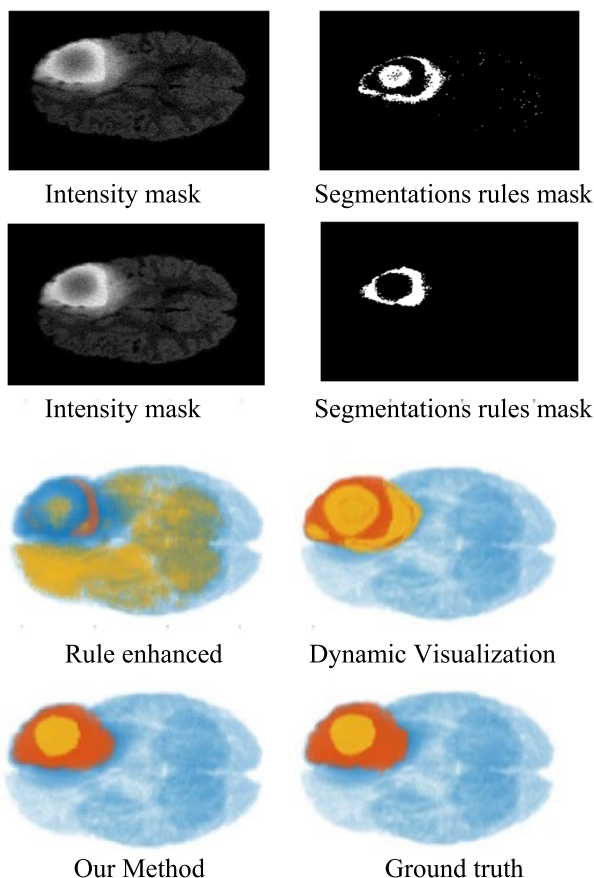 Intensity mask
Segmentations rules mask
Intensity mask
Segmentations rules mask
Rule enhanced
Dynamic Visualization
Our Method
Ground truth